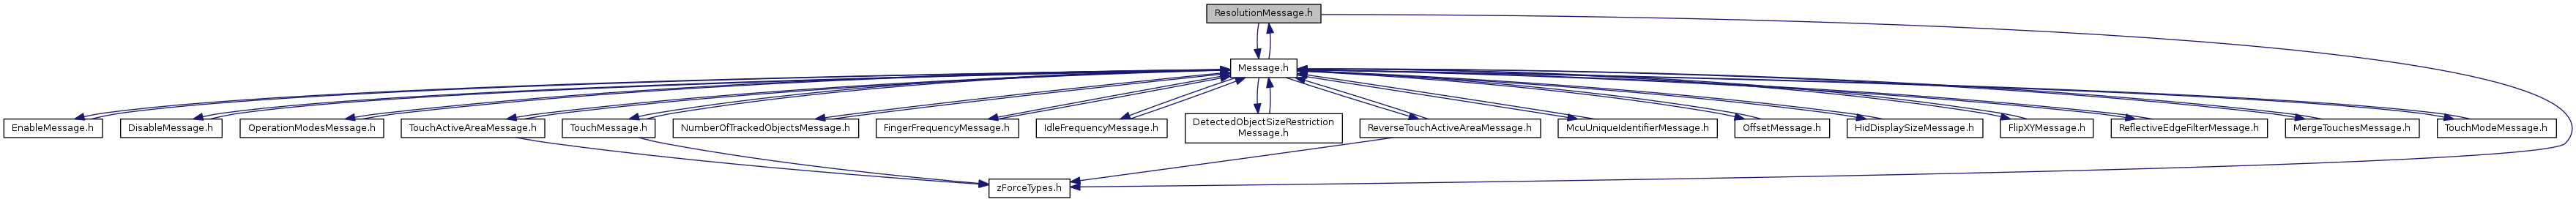 ResolutionMessage.h
Message.h
EnableMessage.h
DisableMessage.h
OperationModesMessage.h
TouchActiveAreaMessage.h
TouchMessage.h
NumberOfTrackedObjectsMessage.h
FingerFrequencyMessage.h
IdleFrequencyMessage.h
DetectedObjectSizeRestriction
Message.h
ReverseTouchActiveAreaMessage.h
McuUniqueIdentifierMessage.h
OffsetMessage.h
HidDisplaySizeMessage.h
FlipXYMessage.h
ReflectiveEdgeFilterMessage.h
MergeTouchesMessage.h
TouchModeMessage.h
zForceTypes.h